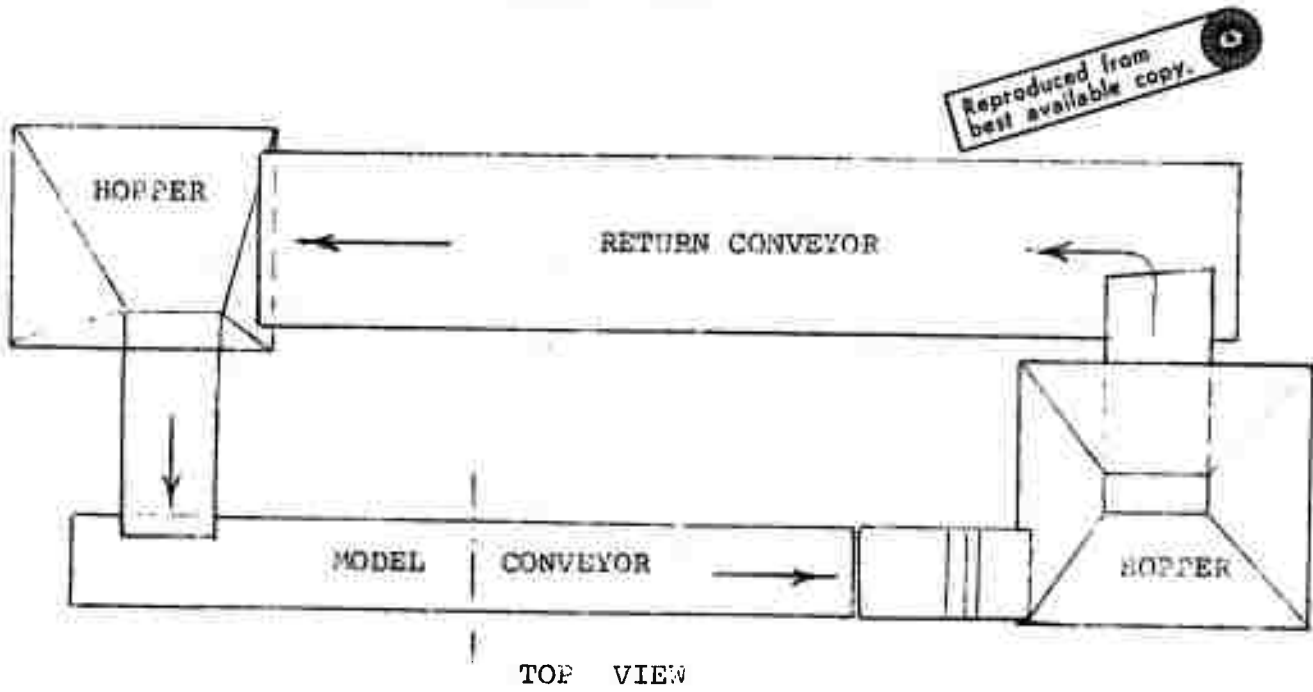 Reproduced from
best available copy.
HOPPER
RETURN CONVEYOR
MODEL CONVEYOR
HOPPER
TOP VIEW